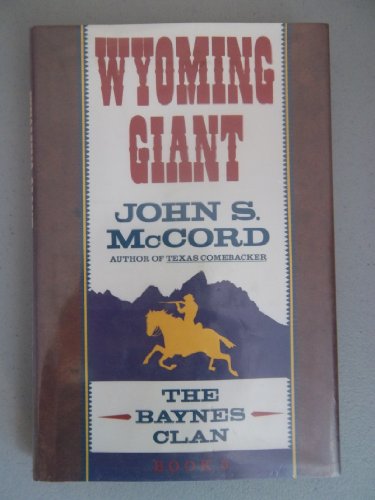 WYOMING
GIANT
JOHN S.
McCORD
AUTHOR OF TEXAS COMEBACKER
THE
BAYNES
CLAN
BOOK